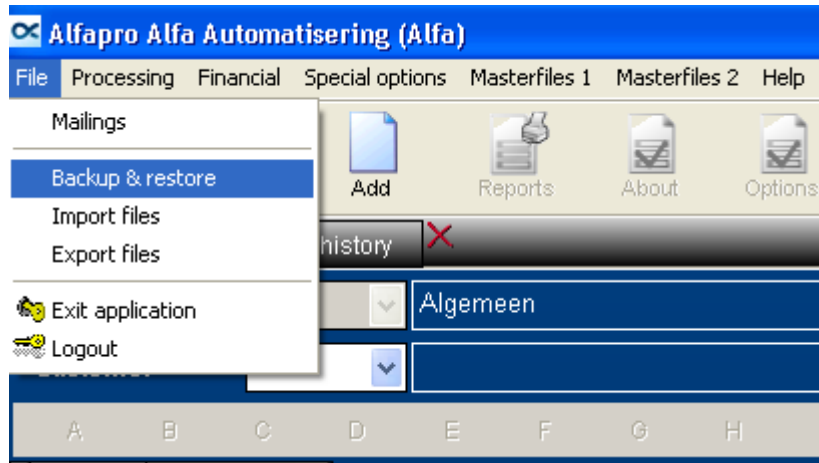 Alfapro Alfa Automatisering (Alfa)
File Processing Financial Special options Masterfiles 1 Masterfiles 2 Help
Mailings
Backup & restore
Import files
Export files
Exit application
Logout
Add Reports About Options
history
Algemeen
A B C D E F G H